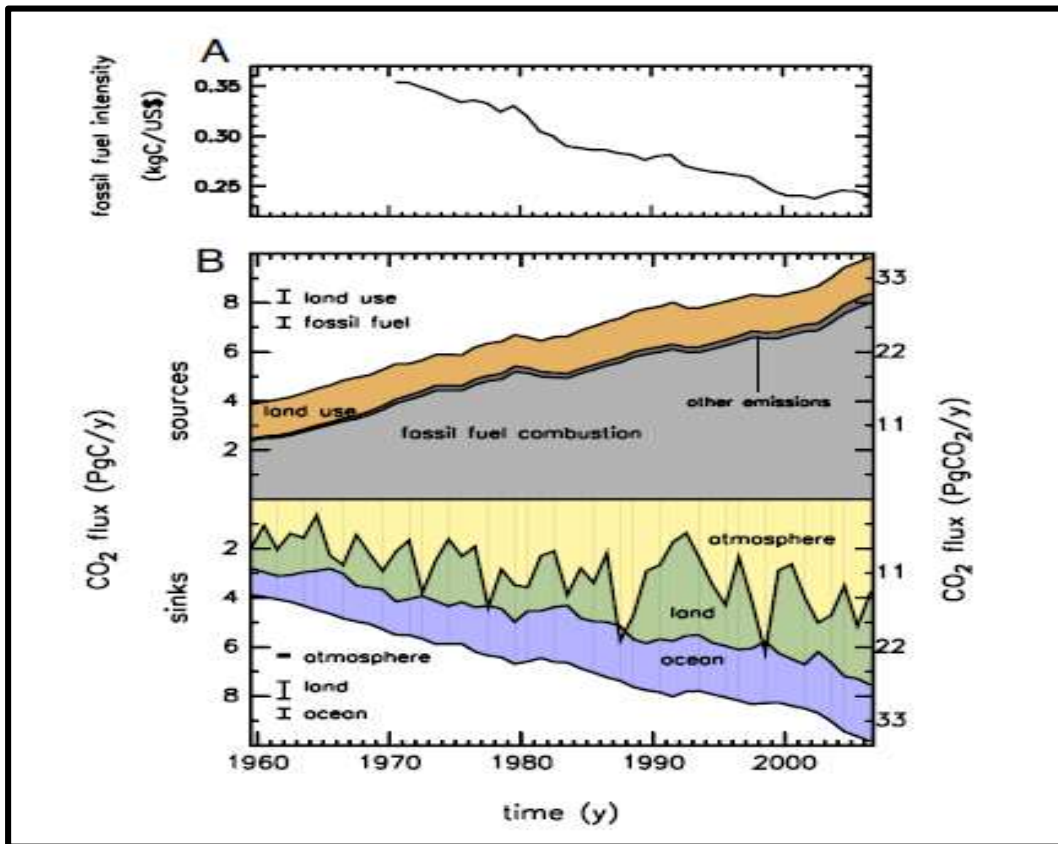 A
fossil fuel intensity
(kgC/US$)
0.35
0.30
0.25
B
land use
fossil fuel
8
6
4
2
land use
fossil fuel combustion
other emissions
33
22
11
CO₂ flux (PgC/y)
sources
sinks
CO₂ flux (PgCO₂/y)
atmosphere
2
4
6
8
land
ocean
11
22
33
atmosphere
land
ocean
1960 1970 1980 1990 2000
time (y)